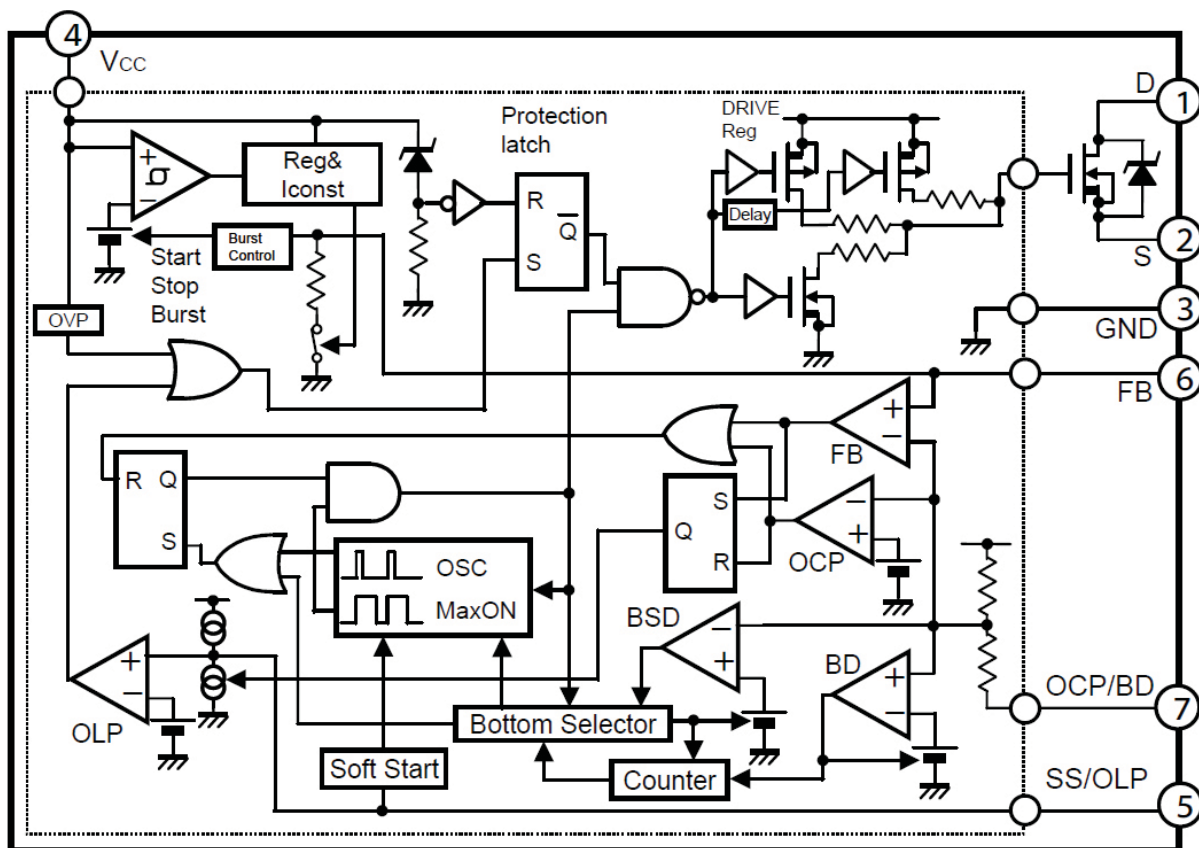 4
VCC
D
1
Protection
latch
DRIVE
Reg
+
−
Reg&
Iconst
R
Q
S
Delay
2
S
Burst
Control
Start
Stop
Burst
OVP
3
GND
6
FB
+
−
FB
R
Q
S
S
Q
R
−
+
OCP
OSC
MaxON
BSD
−
+
BD
+
−
+
−
OLP
OCP/BD
7
Bottom Selector
Soft Start
Counter
SS/OLP
5